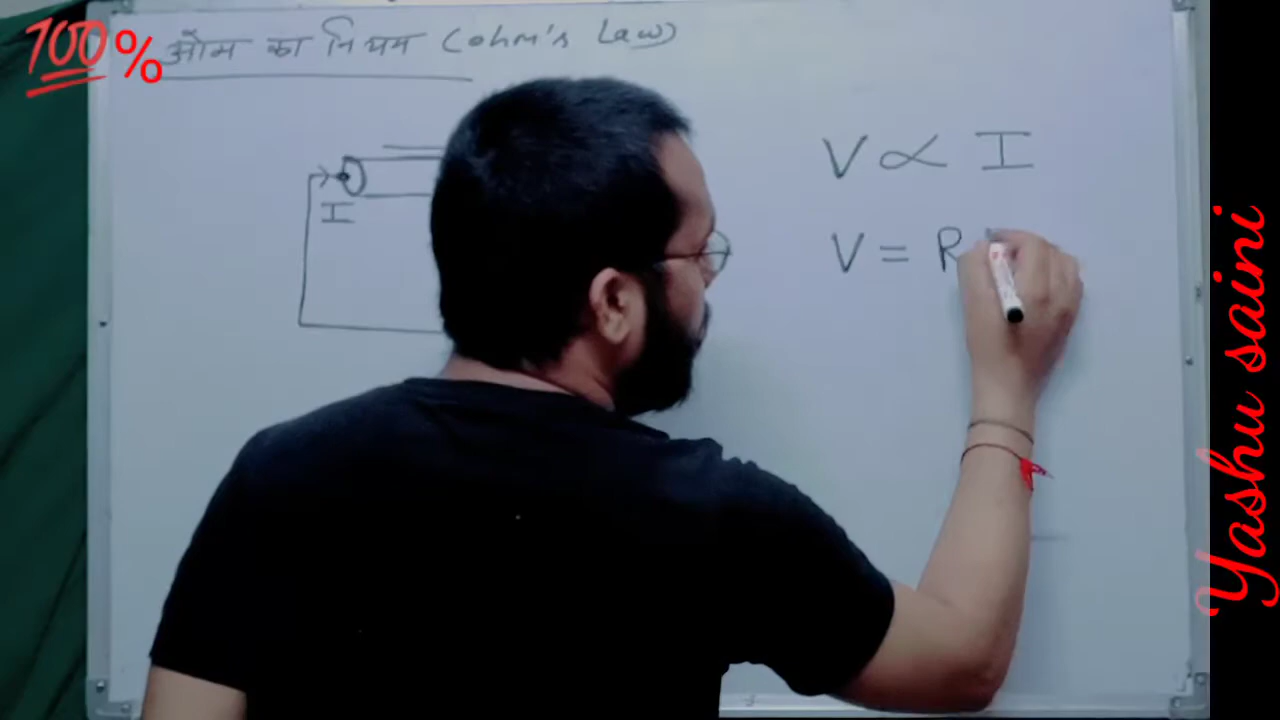 100%
ओम का नियम (ohm's Law)
V ∝ I
I
V = R
Yashu saini